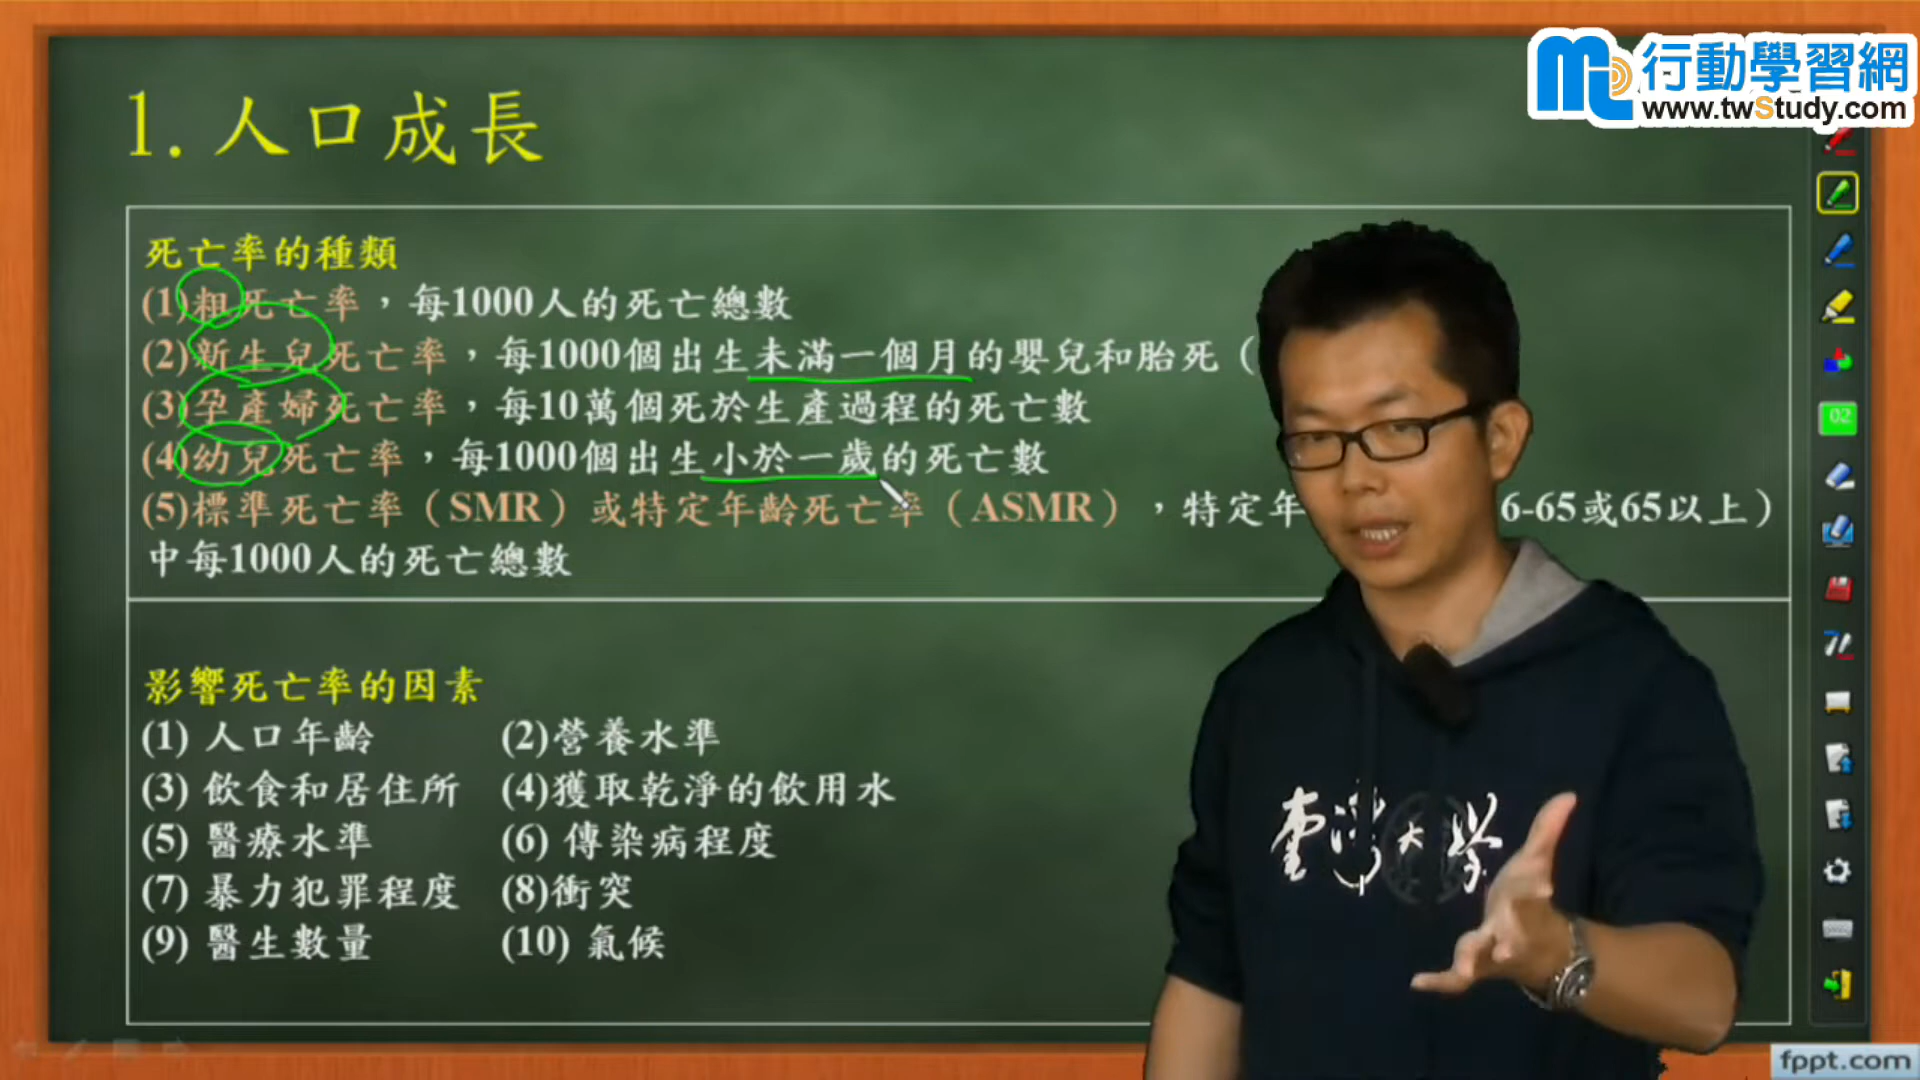 行動學習網
www.twStudy.com
1.人口成長
死亡率的種類
(1)粗死亡率，每1000人的死亡總數
(2)新生兒死亡率，每1000個出生未滿一個月的嬰兒和胎死（
(3)孕產婦死亡率，每10萬個死於生產過程的死亡數
(4)幼兒死亡率，每1000個出生小於一歲的死亡數
(5)標準死亡率（SMR）或特定年齡死亡率（ASMR），特定年 6-65或65以上）
中每1000人的死亡總數
影響死亡率的因素
(1) 人口年齡 (2)營養水準
(3) 飲食和居住所 (4)獲取乾淨的飲用水
(5) 醫療水準 (6) 傳染病程度
(7) 暴力犯罪程度 (8)衝突
(9) 醫生數量 (10) 氣候
臺灣大學
02
fppt.com